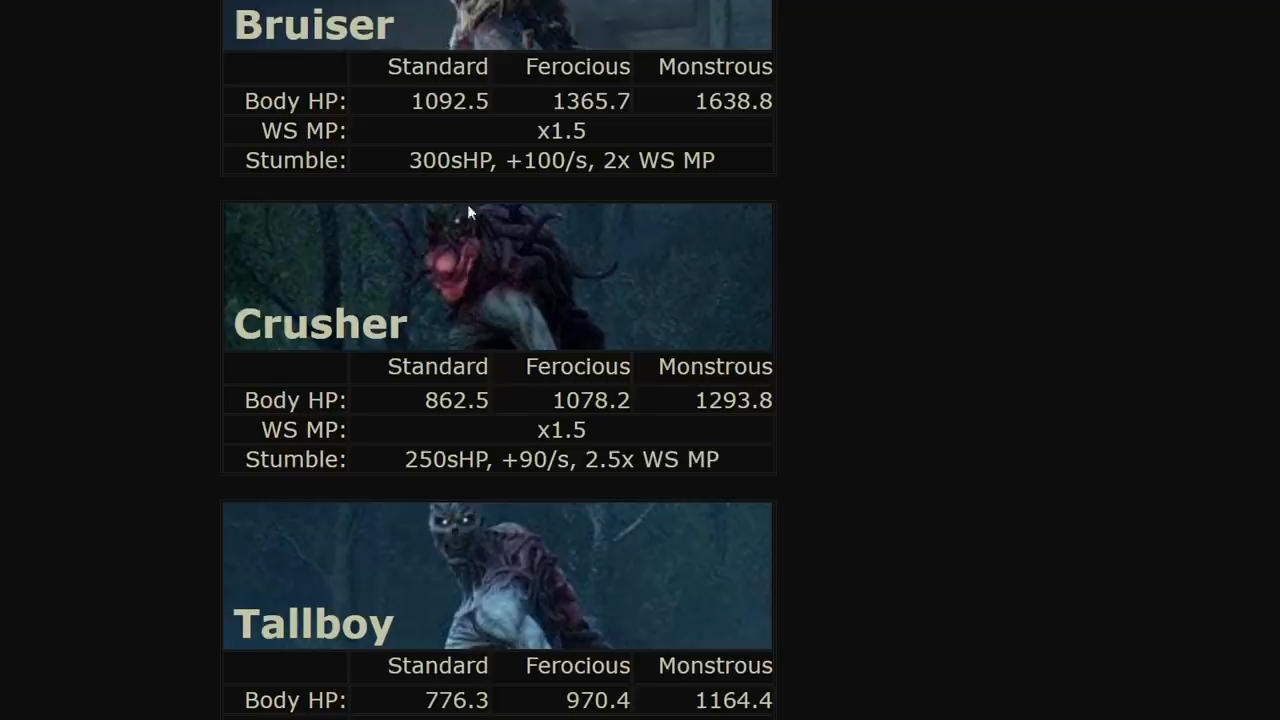 Bruiser
Standard Ferocious Monstrous
Body HP: 1092.5 1365.7 1638.8
WS MP: x1.5
Stumble: 300sHP, +100/s, 2x WS MP
Crusher
Standard Ferocious Monstrous
Body HP: 862.5 1078.2 1293.8
WS MP: x1.5
Stumble: 250sHP, +90/s, 2.5x WS MP
Tallboy
Standard Ferocious Monstrous
Body HP: 776.3 970.4 1164.4